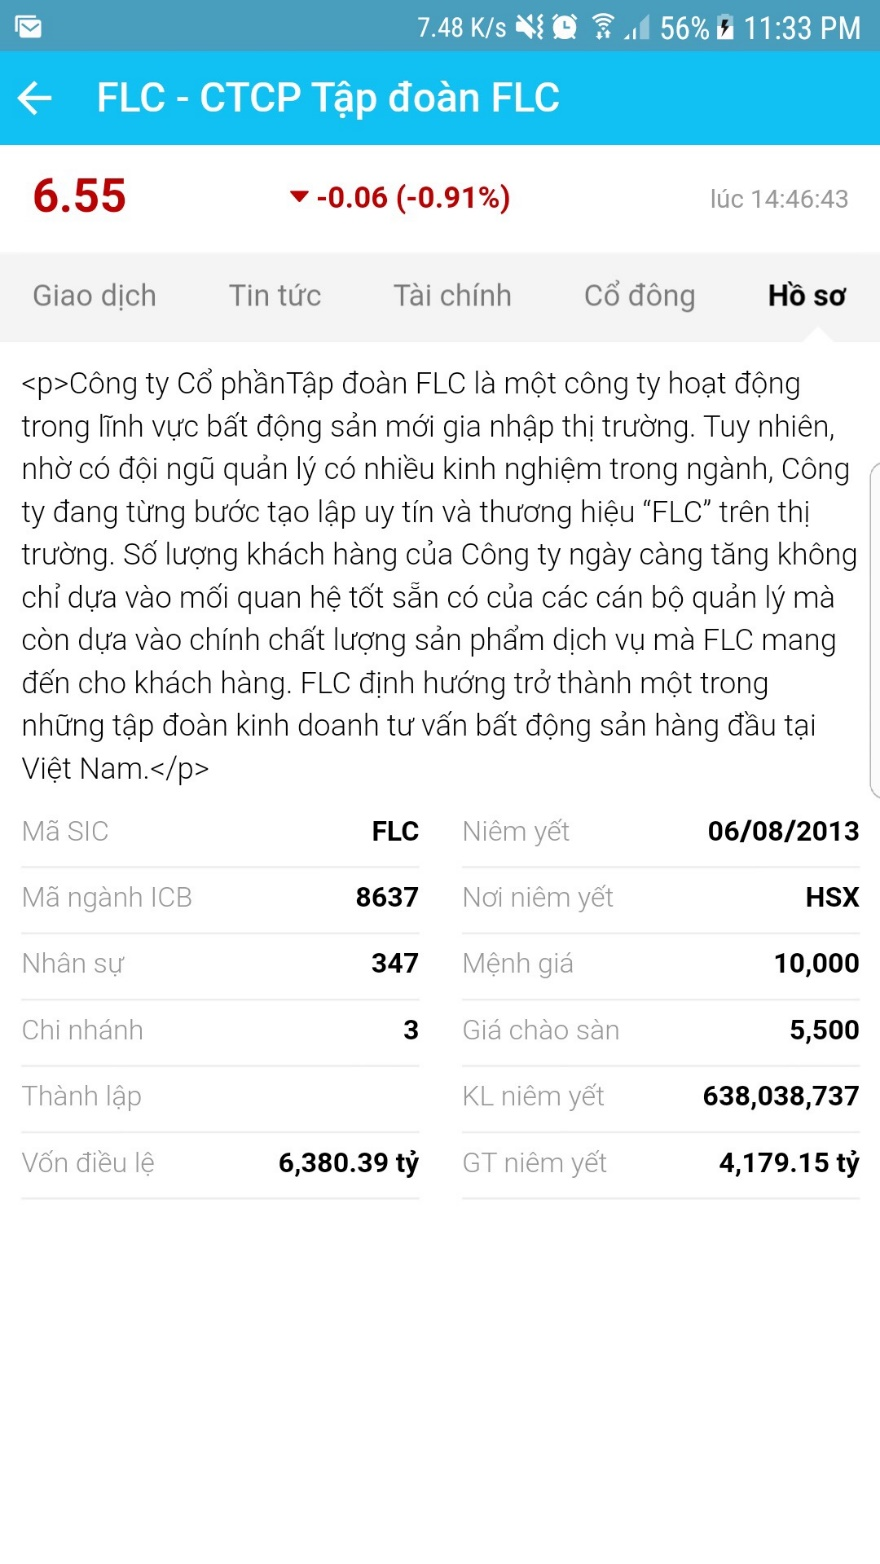 7.48 K/s 56% 11:33 PM
FLC - CTCP Tập đoàn FLC
6.55 -0.06 (-0.91%) lúc 14:46:43
Giao dịch Tin tức Tài chính Cổ đông Hồ sơ
<p>Công ty Cổ phầnTập đoàn FLC là một công ty hoạt động
trong lĩnh vực bất động sản mới gia nhập thị trường. Tuy nhiên,
nhờ có đội ngũ quản lý có nhiều kinh nghiệm trong ngành, Công
ty đang từng bước tạo lập uy tín và thương hiệu “FLC” trên thị
trường. Số lượng khách hàng của Công ty ngày càng tăng không
chỉ dựa vào mối quan hệ tốt sẵn có của các cán bộ quản lý mà
còn dựa vào chính chất lượng sản phẩm dịch vụ mà FLC mang
đến cho khách hàng. FLC định hướng trở thành một trong
những tập đoàn kinh doanh tư vấn bất động sản hàng đầu tại
Việt Nam.</p>
Mã SIC FLC Niêm yết 06/08/2013
Mã ngành ICB 8637 Nơi niêm yết HSX
Nhân sự 347 Mệnh giá 10,000
Chi nhánh 3 Giá chào sàn 5,500
Thành lập KL niêm yết 638,038,737
Vốn điều lệ 6,380.39 tỷ GT niêm yết 4,179.15 tỷ